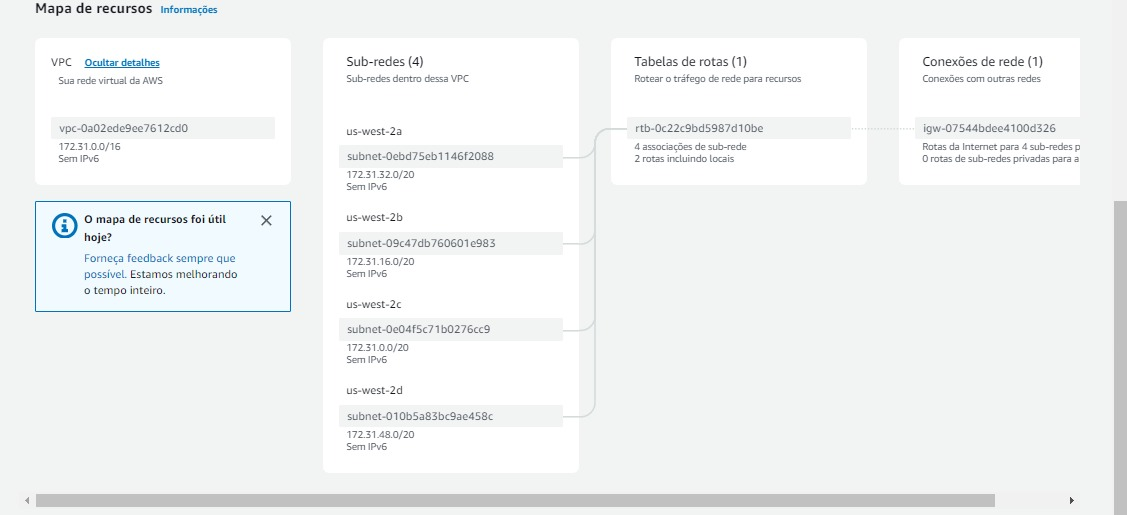 Mapa de recursos Informações
VPC Ocultar detalhes
Sua rede virtual da AWS
vpc-0a02ede9ee7612cd0
172.31.0.0/16
Sem IPv6
O mapa de recursos foi útil
hoje?
Forneça feedback sempre que
possível. Estamos melhorando
o tempo inteiro.
Sub-redes (4)
Sub-redes dentro dessa VPC
us-west-2a
subnet-0ebd75eb1146f2088
172.31.32.0/20
Sem IPv6
us-west-2b
subnet-09c47db760601e983
172.31.16.0/20
Sem IPv6
us-west-2c
subnet-0e04f5c71b0276cc9
172.31.0.0/20
Sem IPv6
us-west-2d
subnet-010b5a83bc9ae458c
172.31.48.0/20
Sem IPv6
Tabelas de rotas (1)
Rotear o tráfego de rede para recursos
rtb-0c22c9bd5987d10be
4 associações de sub-rede
2 rotas incluindo locais
Conexões de rede (1)
Conexões com outras redes
igw-07544bdee4100d326
Rotas da Internet para 4 sub-redes p
0 rotas de sub-redes privadas para a